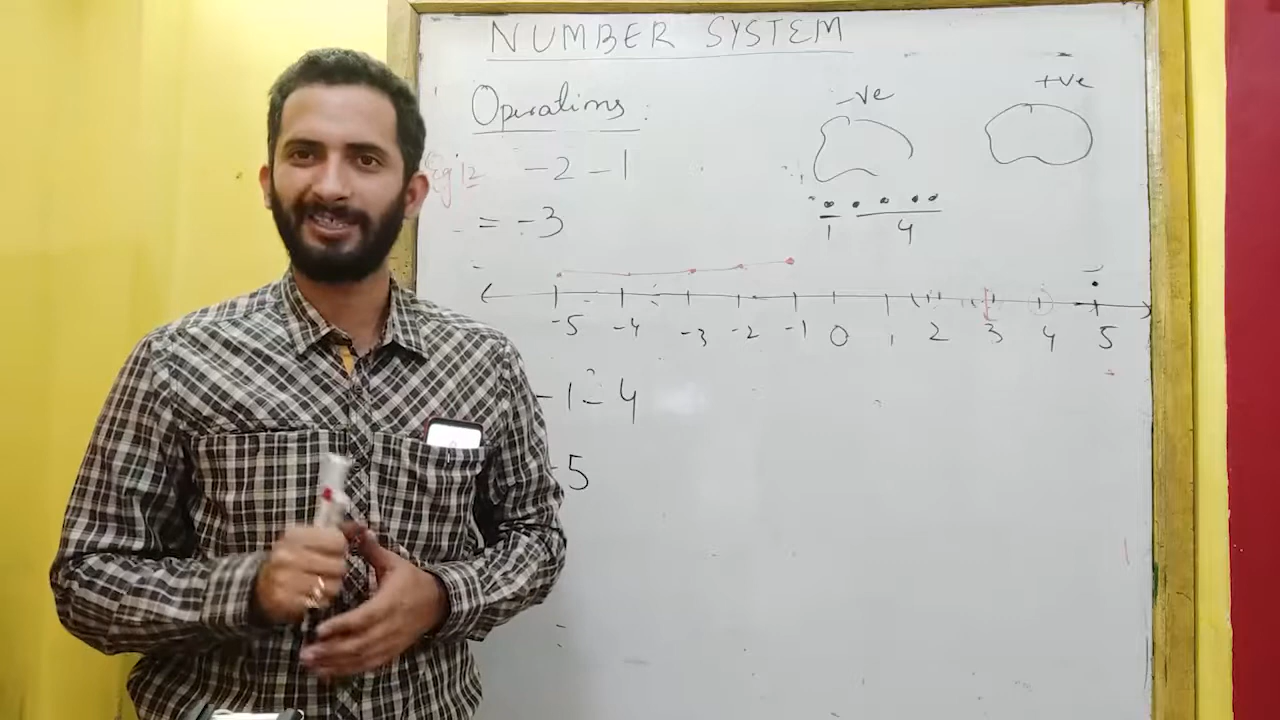 NUMBER SYSTEM
Operations:
-ve +ve
Eg 12 -2 -1
= -3
1 4
-5 -4 -3 -2 -1 0 1 2 3 4 5
-1 - 4
-5